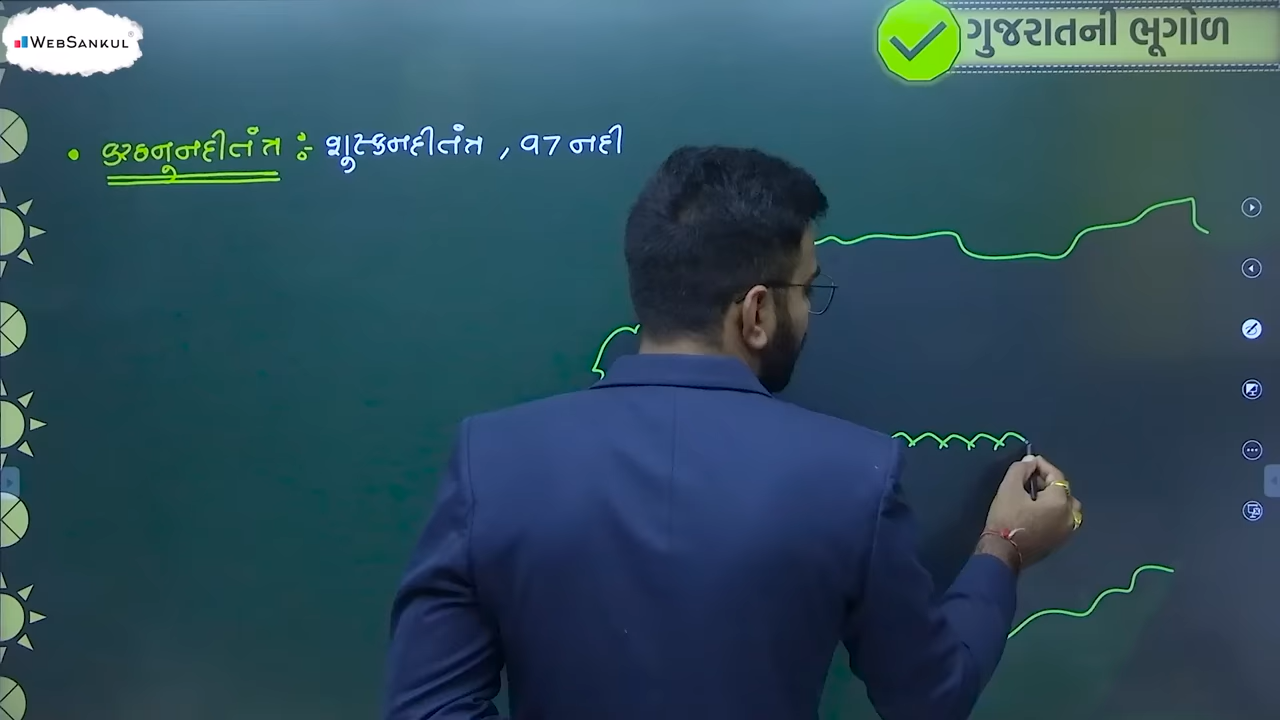 WEBSANKUL®
ગુજરાતની ભૂગોળ
• કચ્છનું નદીતંત્ર :- શુષ્ક નદીતંત્ર , ૯૭ નદી